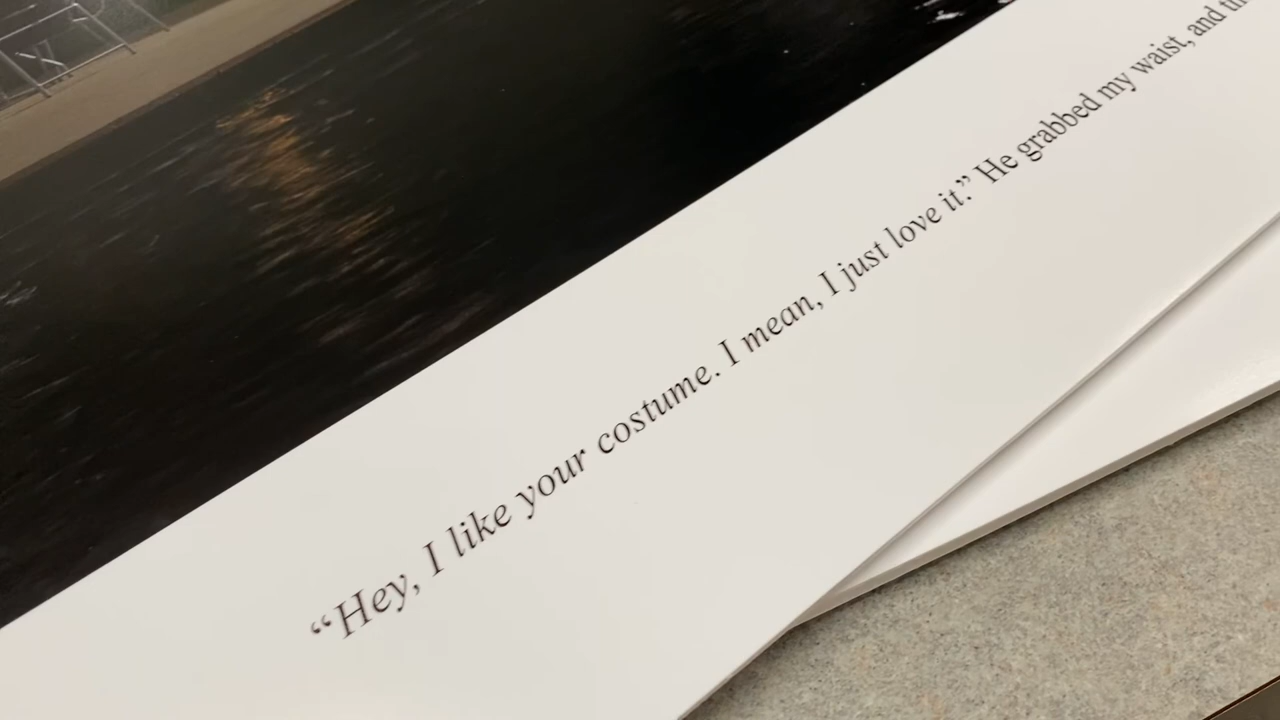 “Hey, I like your costume. I mean, I just love it.” He grabbed my waist, and